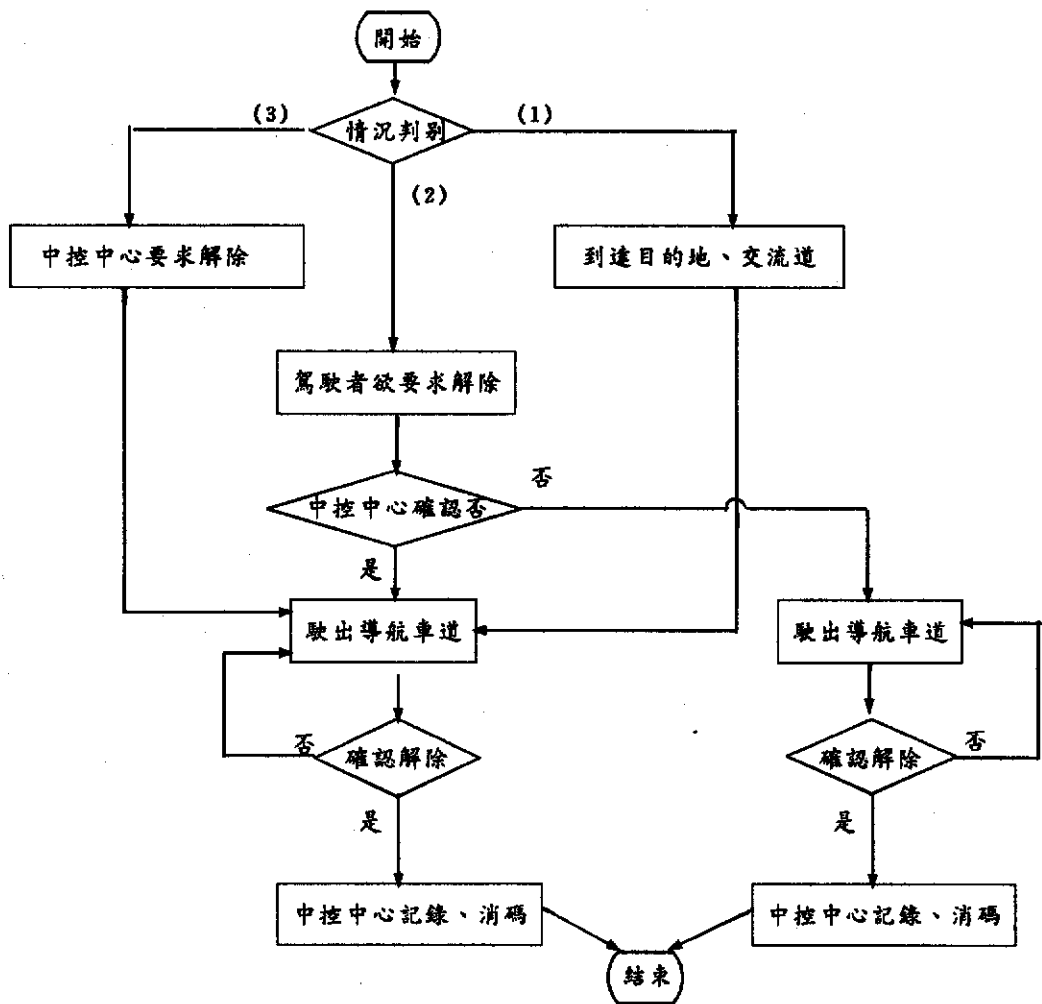 開始
(3)
情況判別
(1)
(2)
中控中心要求解除
到達目的地、交流道
駕駛者欲要求解除
否
中控中心確認否
是
駛出導航車道
駛出導航車道
否
確認解除
確認解除
否
是
是
中控中心記錄、消碼
中控中心記錄、消碼
結束